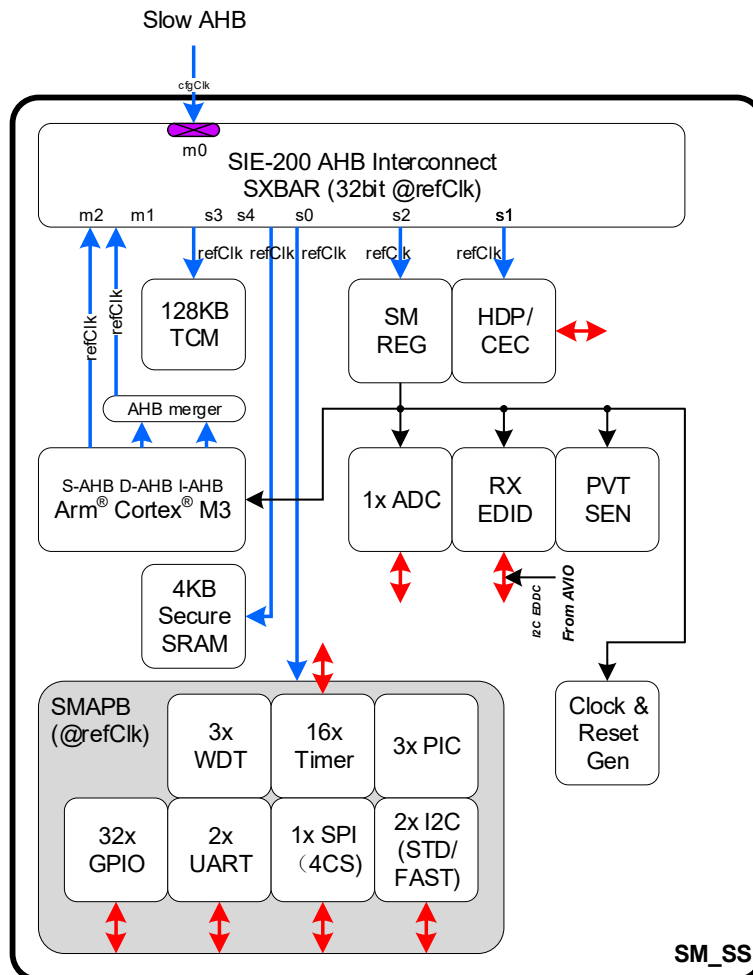 Slow AHB
cfgClk
m0
SIE-200 AHB Interconnect
SXBAR (32bit @refClk)
m2 m1 s3 s4 s0 s2 s1
refClk refClk refClk refClk refClk
refClk
refClk
128KB
TCM
SM
REG
HDP/
CEC
AHB merger
S-AHB D-AHB I-AHB
Arm® Cortex® M3
1x ADC
RX
EDID
PVT
SEN
I2C EDDC
From AVIO
4KB
Secure
SRAM
SMAPB
(@refClk)
3x
WDT
16x
Timer
3x PIC
Clock &
Reset
Gen
32x
GPIO
2x
UART
1x SPI
（4CS)
2x I2C
(STD/
FAST)
SM_SS